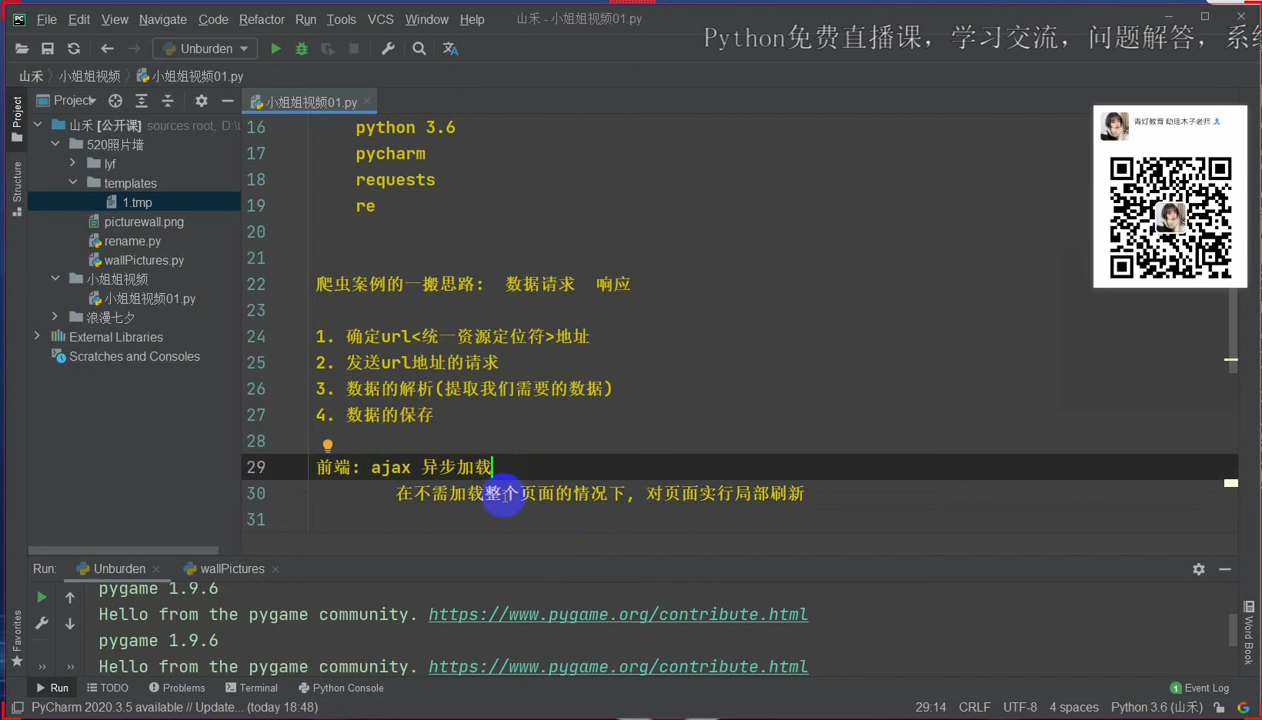 File Edit View Navigate Code Refactor Run Tools VCS Window Help 山禾 - 小姐姐视频01.py
Unburden
Python免费直播课，学习交流，问题解答，系统
山禾 小姐姐视频 小姐姐视频01.py
Project
小姐姐视频01.py
山禾 [公开课] sources root, D:\
520照片墙
lyf
templates
1.tmp
picturewall.png
rename.py
wallPictures.py
小姐姐视频
小姐姐视频01.py
浪漫七夕
External Libraries
Scratches and Consoles
Project
Structure
Favorites
16 python 3.6
17 pycharm
18 requests
19 re
20
21
22 爬虫案例的一搬思路： 数据请求 响应
23
24 1. 确定url<统一资源定位符>地址
25 2. 发送url地址的请求
26 3. 数据的解析(提取我们需要的数据)
27 4. 数据的保存
28
29 前端: ajax 异步加载
30 在不需加载整个页面的情况下, 对页面实行局部刷新
31
青灯教育 助理木子老师
Run: Unburden wallPictures
pygame 1.9.6
Hello from the pygame community. https://www.pygame.org/contribute.html
pygame 1.9.6
Hello from the pygame community. https://www.pygame.org/contribute.html
Word Book
Run TODO Problems Terminal Python Console Event Log
PyCharm 2020.3.5 available // Update... (today 18:48) 29:14 CRLF UTF-8 4 spaces Python 3.6 (山禾)